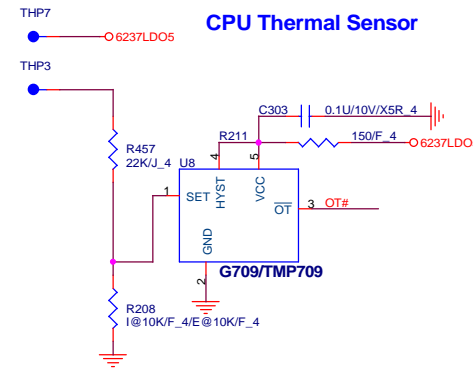 THP7
CPU Thermal Sensor
6237LDO5
THP3
C303
0.1U/10V/X5R_4
R211
150/F_4
6237LDO
R457
22K/J_4
U8
4
5
1
SET
HYST
VCC
OT
3
OT#
GND
2
G709/TMP709
R208
I@10K/F_4/E@10K/F_4